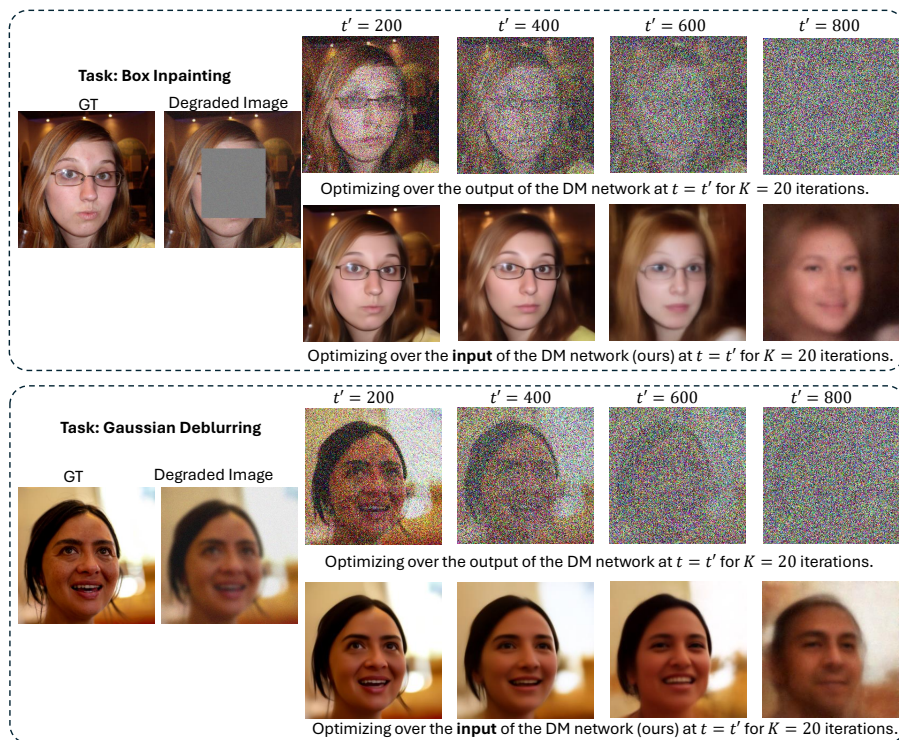 Task: Box Inpainting
GT
Degraded Image
t′ = 200
t′ = 400
t′ = 600
t′ = 800
Optimizing over the output of the DM network at t = t′ for K = 20 iterations.
Optimizing over the input of the DM network (ours) at t = t′ for K = 20 iterations.
Task: Gaussian Deblurring
GT
Degraded Image
t′ = 200
t′ = 400
t′ = 600
t′ = 800
Optimizing over the output of the DM network at t = t′ for K = 20 iterations.
Optimizing over the input of the DM network (ours) at t = t′ for K = 20 iterations.